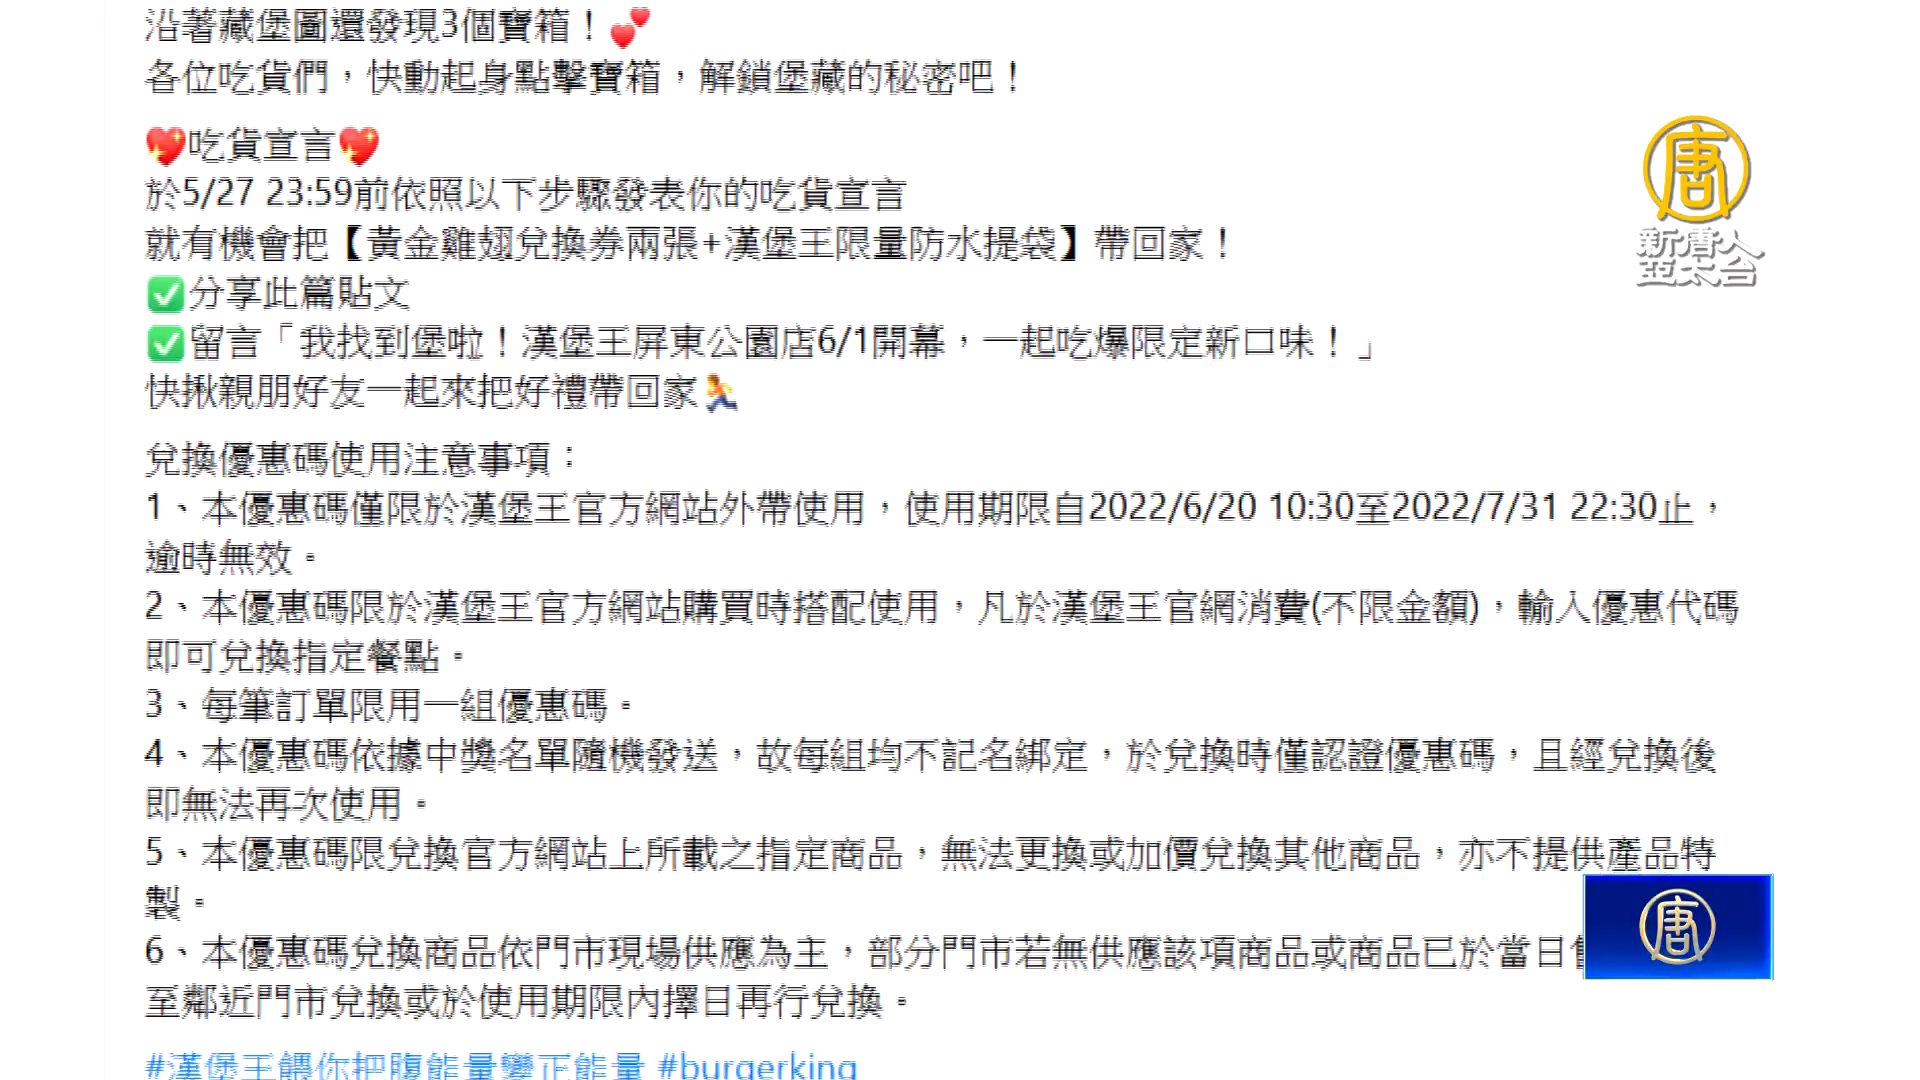 沿著藏堡圖還發現3個寶箱！💕
各位吃貨們，快動起身點擊寶箱，解鎖堡藏的秘密吧！
💖吃貨宣言💖
於5/27 23:59前依照以下步驟發表你的吃貨宣言
就有機會把【黃金雞翅兌換券兩張+漢堡王限量防水提袋】帶回家！
✅分享此篇貼文
✅留言「我找到堡啦！漢堡王屏東公園店6/1開幕，一起吃爆限定新口味！」
快揪親朋好友一起來把好禮帶回家🏃
兌換優惠碼使用注意事項：
1、本優惠碼僅限於漢堡王官方網站外帶使用，使用期限自2022/6/20 10:30至2022/7/31 22:30止，
逾時無效。
2、本優惠碼限於漢堡王官方網站購買時搭配使用，凡於漢堡王官網消費(不限金額)，輸入優惠代碼
即可兌換指定餐點。
3、每筆訂單限用一組優惠碼。
4、本優惠碼依據中獎名單隨機發送，故每組均不記名綁定，於兌換時僅認證優惠碼，且經兌換後
即無法再次使用。
5、本優惠碼限兌換官方網站上所載之指定商品，無法更換或加價兌換其他商品，亦不提供產品特
製。
6、本優惠碼兌換商品依門市現場供應為主，部分門市若無供應該項商品或商品已於當日
至鄰近門市兌換或於使用期限內擇日再行兌換。
#漢堡王餵你把腹能量變正能量 #burgerking
唐
新唐人
亞太台
唐